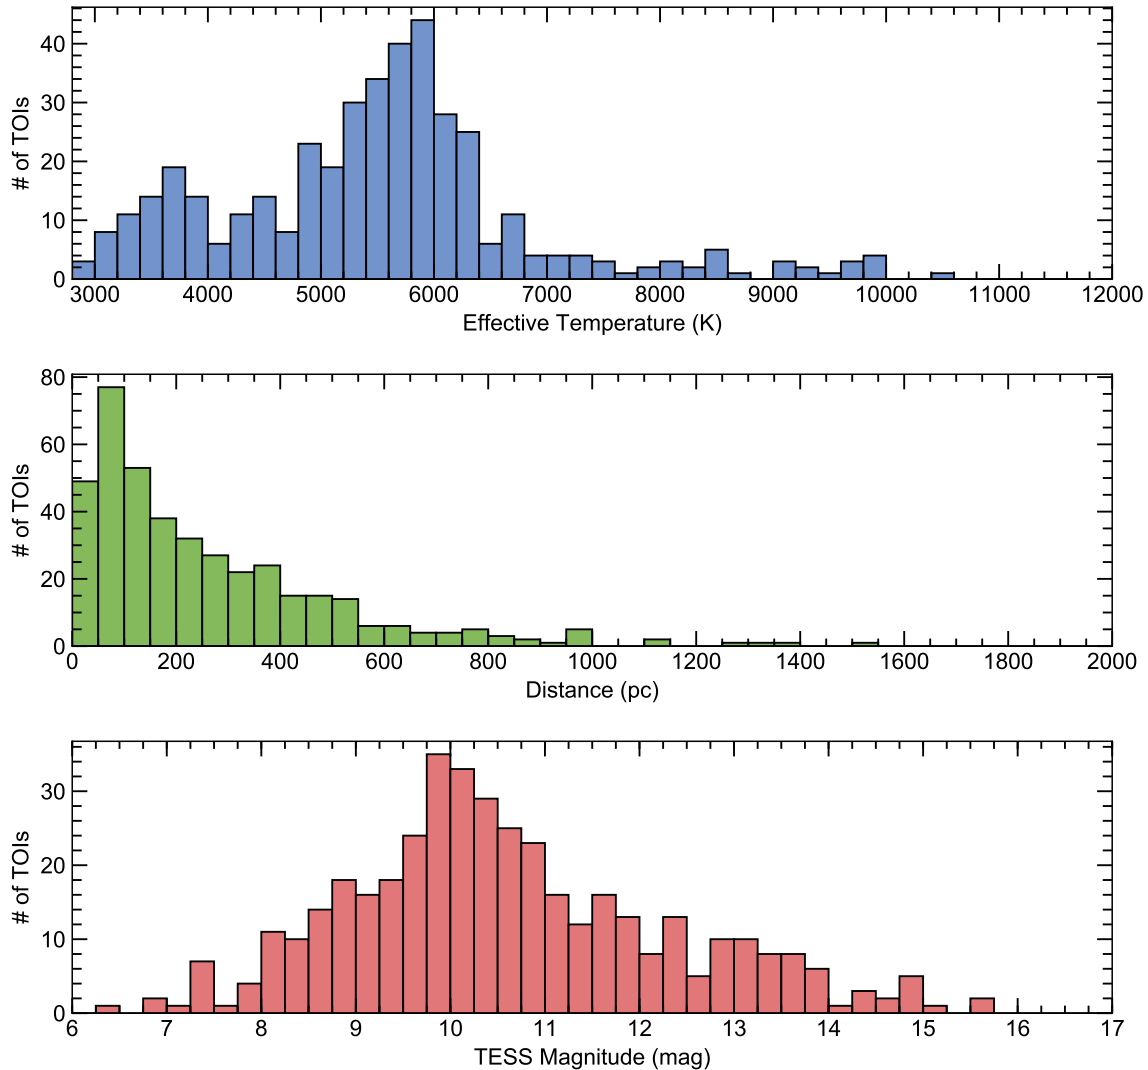 # of TOIs
40
30
20
10
0
3000 4000 5000 6000 7000 8000 9000 10000 11000 12000
Effective Temperature (K)
# of TOIs
80
60
40
20
0
0 200 400 600 800 1000 1200 1400 1600 1800 2000
Distance (pc)
# of TOIs
30
20
10
0
6 7 8 9 10 11 12 13 14 15 16 17
TESS Magnitude (mag)